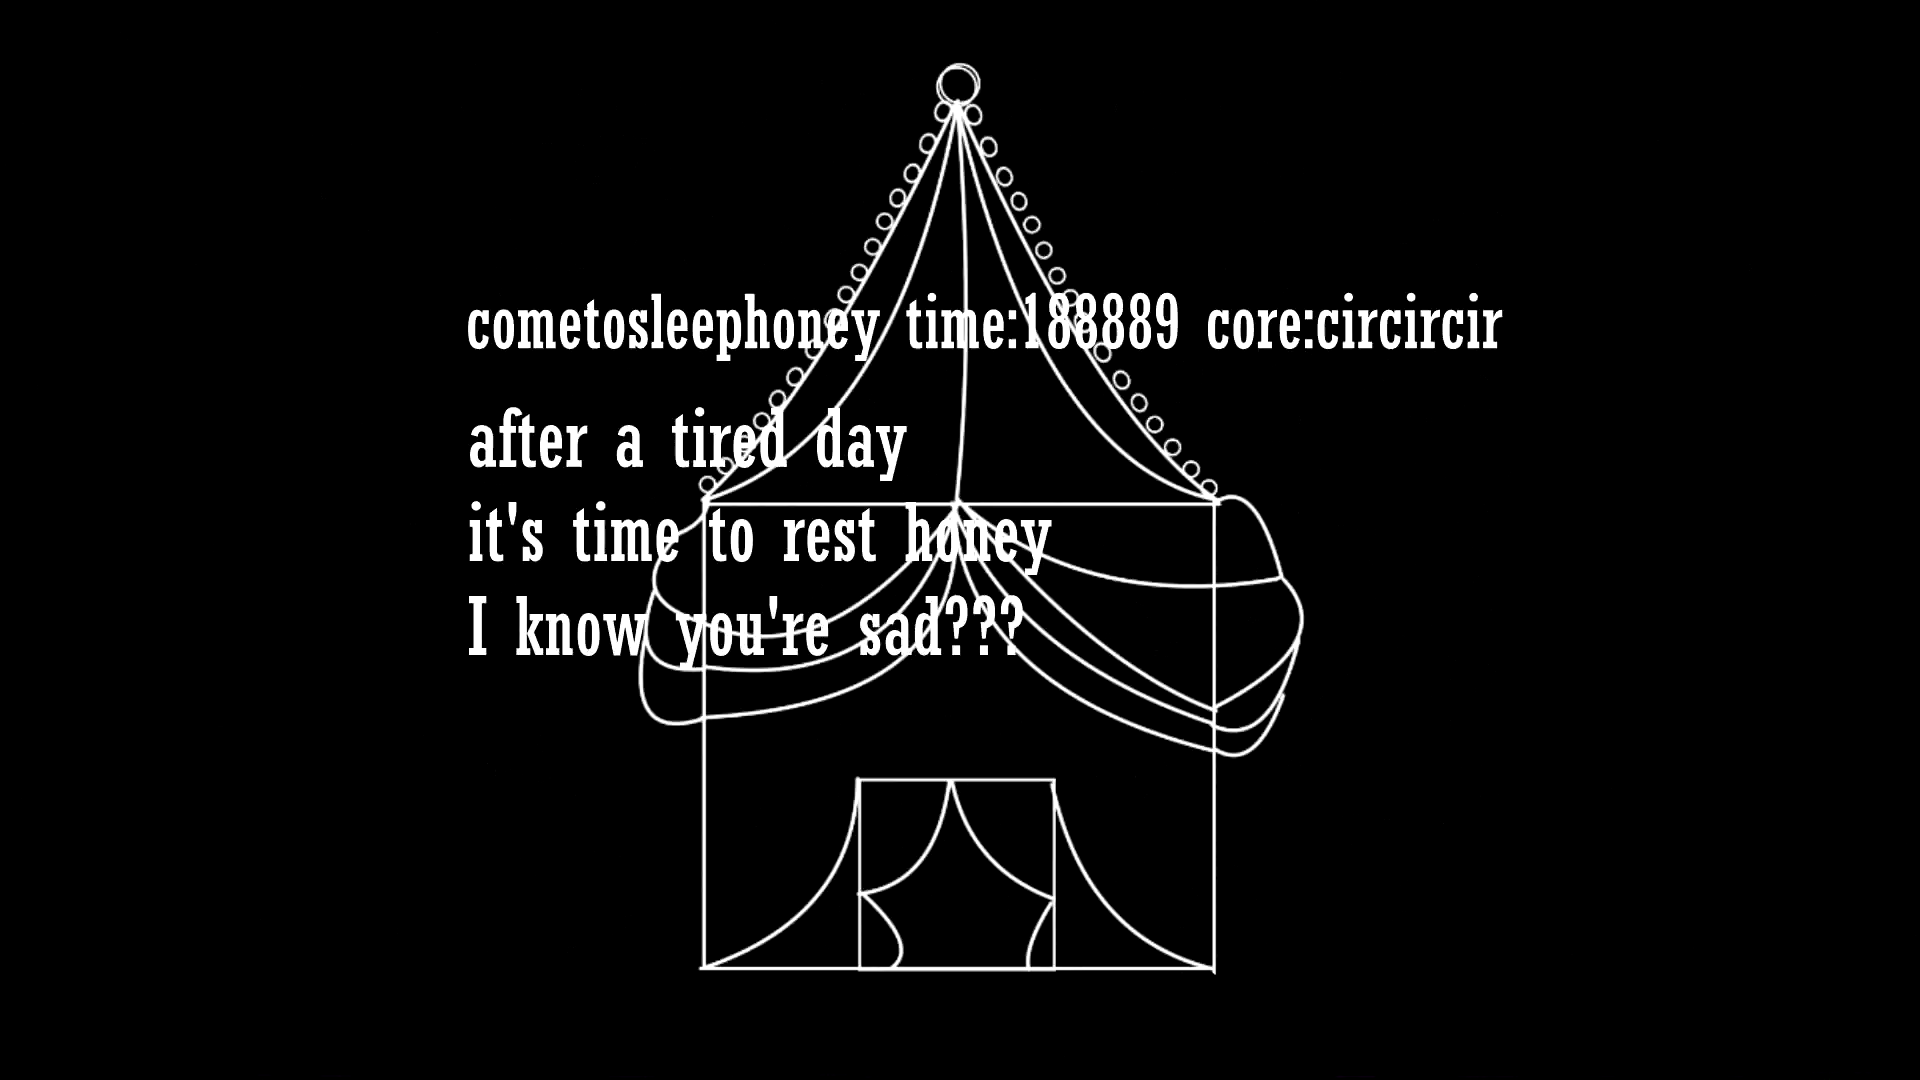 cometosleephoney time:188889 core:circircir
after a tired day
it's time to rest honey
I know you're sad???